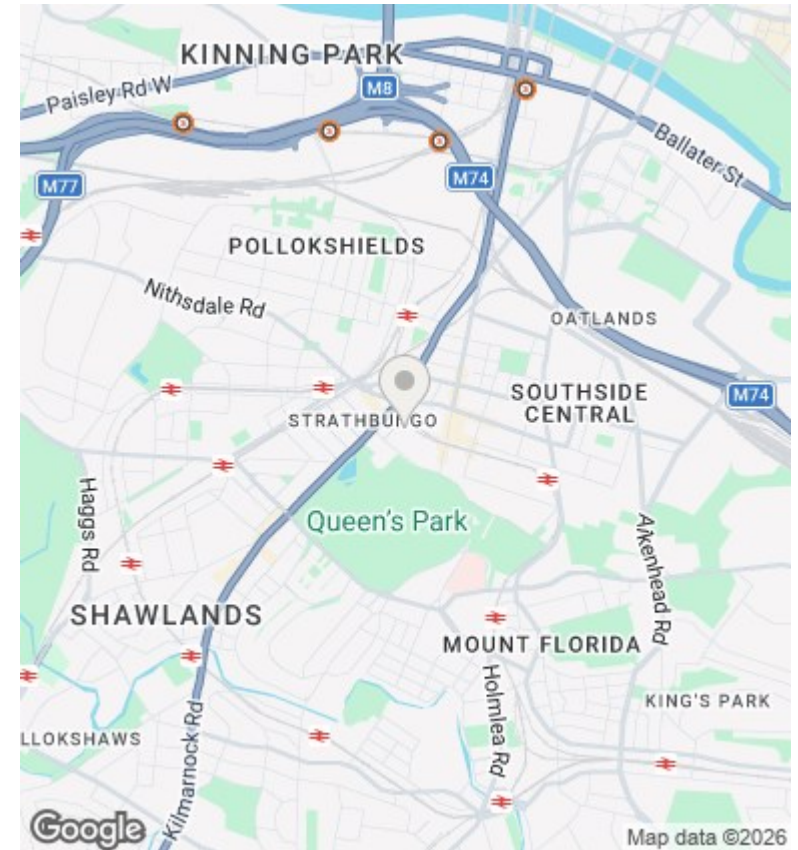 KINNING PARK
M8
Paisley Rd W
Ballater St
M77
M74
POLLOKSHIELDS
Nithsdale Rd
OATLANDS
SOUTHSIDE
CENTRAL
M74
STRATHBUNGO
Haggs Rd
Queen's Park
Aikenhead Rd
SHAWLANDS
MOUNT FLORIDA
Holmlea Rd
KING'S PARK
LLOKSHAWS
Kilmarnock Rd
Google
Map data ©2026